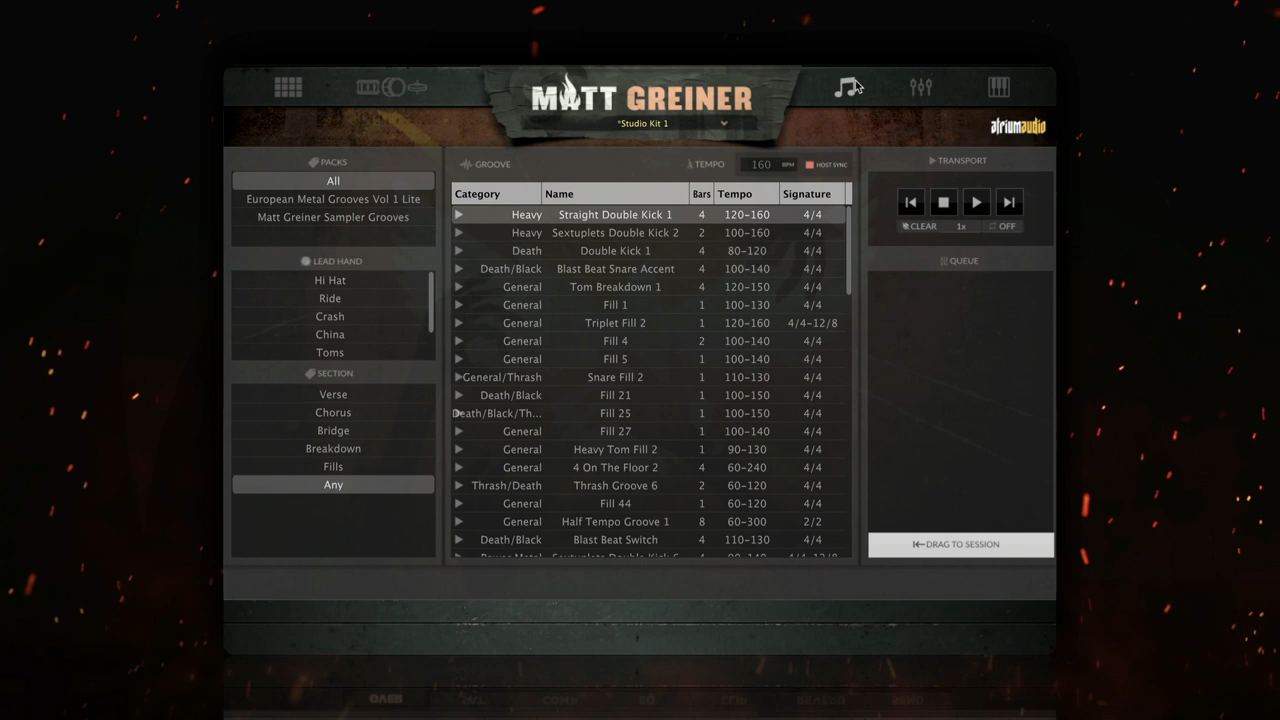 MATT GREINER
*Studio Kit 1
atriumaudio
PACKS
All
European Metal Grooves Vol 1 Lite
Matt Greiner Sampler Grooves
LEAD HAND
Hi Hat
Ride
Crash
China
Toms
SECTION
Verse
Chorus
Bridge
Breakdown
Fills
Any
GROOVE TEMPO 160 BPM HOST SYNC
Category Name Bars Tempo Signature
Heavy Straight Double Kick 1 4 120-160 4/4
Heavy Sextuplets Double Kick 2 2 100-160 4/4
Death Double Kick 1 4 80-120 4/4
Death/Black Blast Beat Snare Accent 4 100-140 4/4
General Tom Breakdown 1 4 120-150 4/4
General Fill 1 1 100-130 4/4
General Triplet Fill 2 1 120-160 4/4-12/8
General Fill 4 2 100-140 4/4
General Fill 5 1 100-140 4/4
General/Thrash Snare Fill 2 1 110-130 4/4
Death/Black Fill 21 1 100-150 4/4
Death/Black/Th... Fill 25 1 100-150 4/4
General Fill 27 1 100-140 4/4
General Heavy Tom Fill 2 1 90-130 4/4
General 4 On The Floor 2 4 60-240 4/4
Thrash/Death Thrash Groove 6 2 60-120 4/4
General Fill 44 1 60-120 4/4
General Half Tempo Groove 1 8 60-300 2/2
Death/Black Blast Beat Switch 4 110-130 4/4
TRANSPORT
CLEAR 1x OFF
QUEUE
DRAG TO SESSION